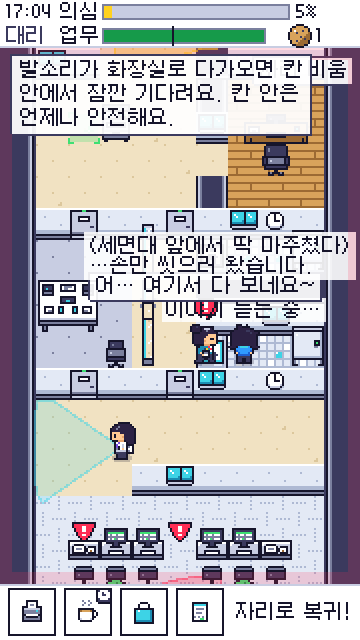 17:04 의심 5%
대리 업무 1
발소리가 화장실로 다가오면 칸 비움
안에서 잠깐 기다려요. 칸 안은
언제나 안전해요.
(세면대 앞에서 딱 마주쳤다)
…손만 씻으러 왔습니다.
어… 여기서 다 보네요~
듣는 중…
자리로 복귀!